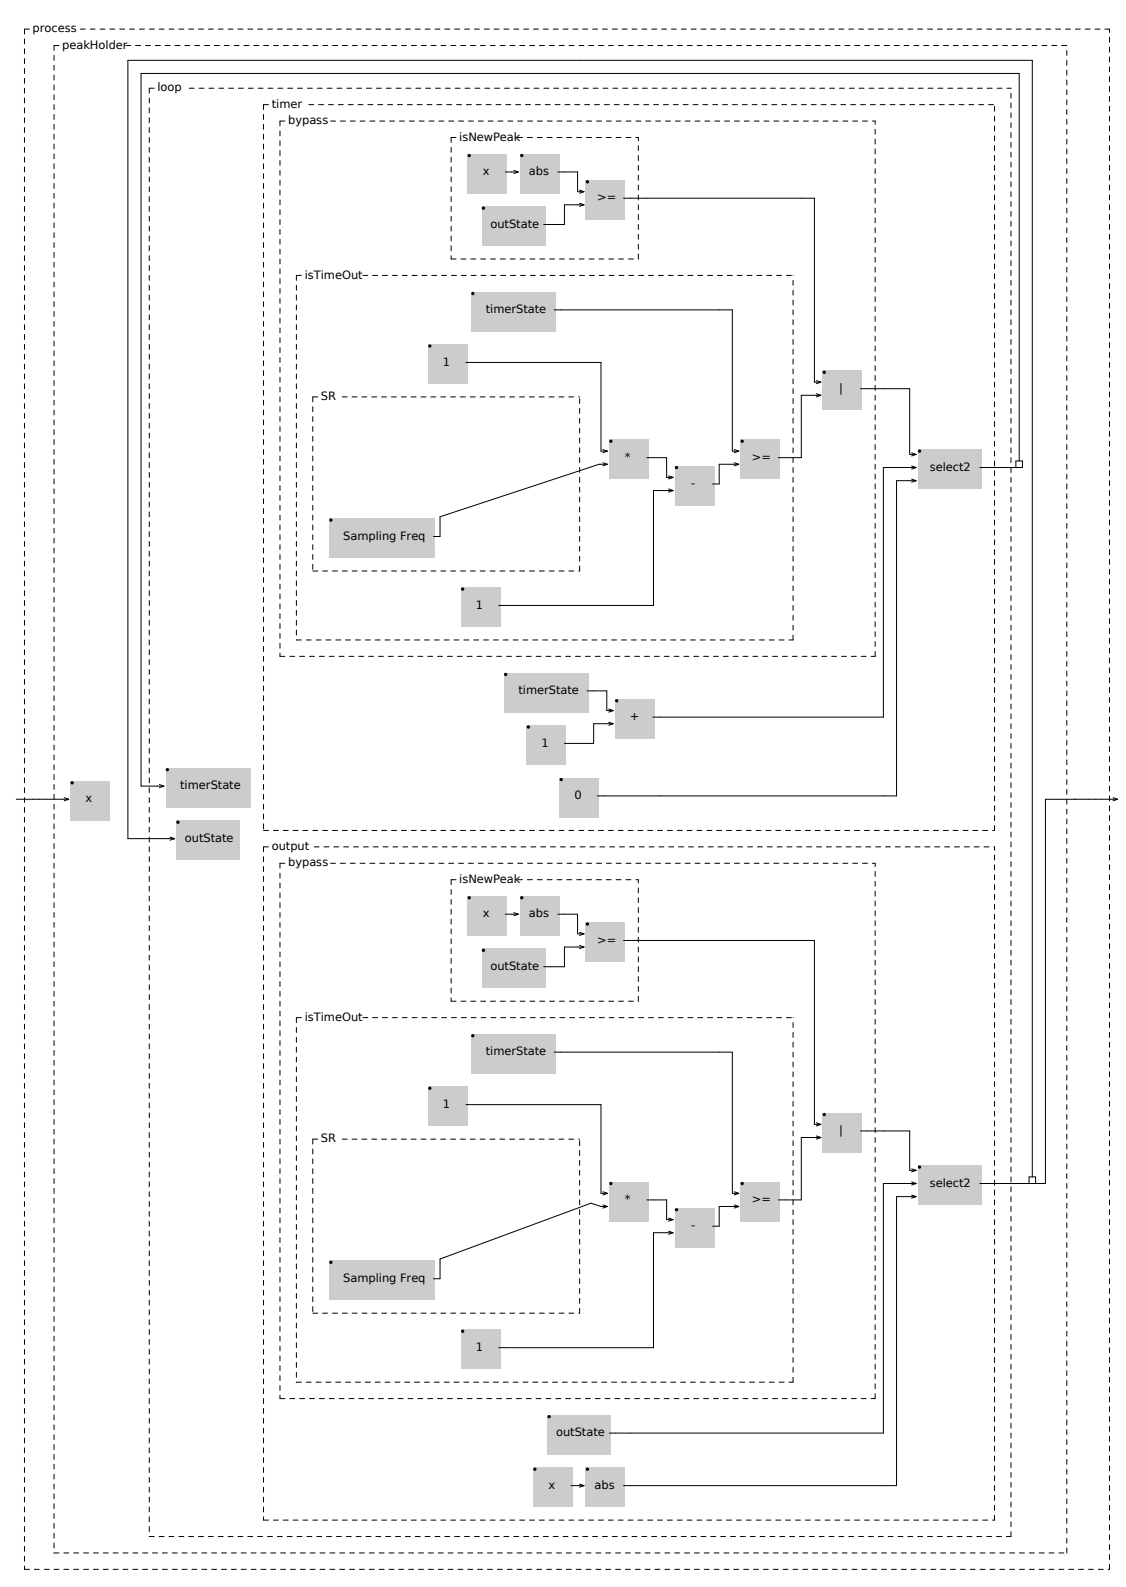 process
peakHolder
loop
timer
bypass
isNewPeak
x
abs
>=
outState
isTimeOut
timerState
1
|
SR
*
>=
select2
-
Sampling Freq
1
timerState
+
1
timerState
x
0
outState
output
bypass
isNewPeak
x
abs
>=
outState
isTimeOut
timerState
1
|
SR
select2
*
>=
-
Sampling Freq
1
outState
x
abs